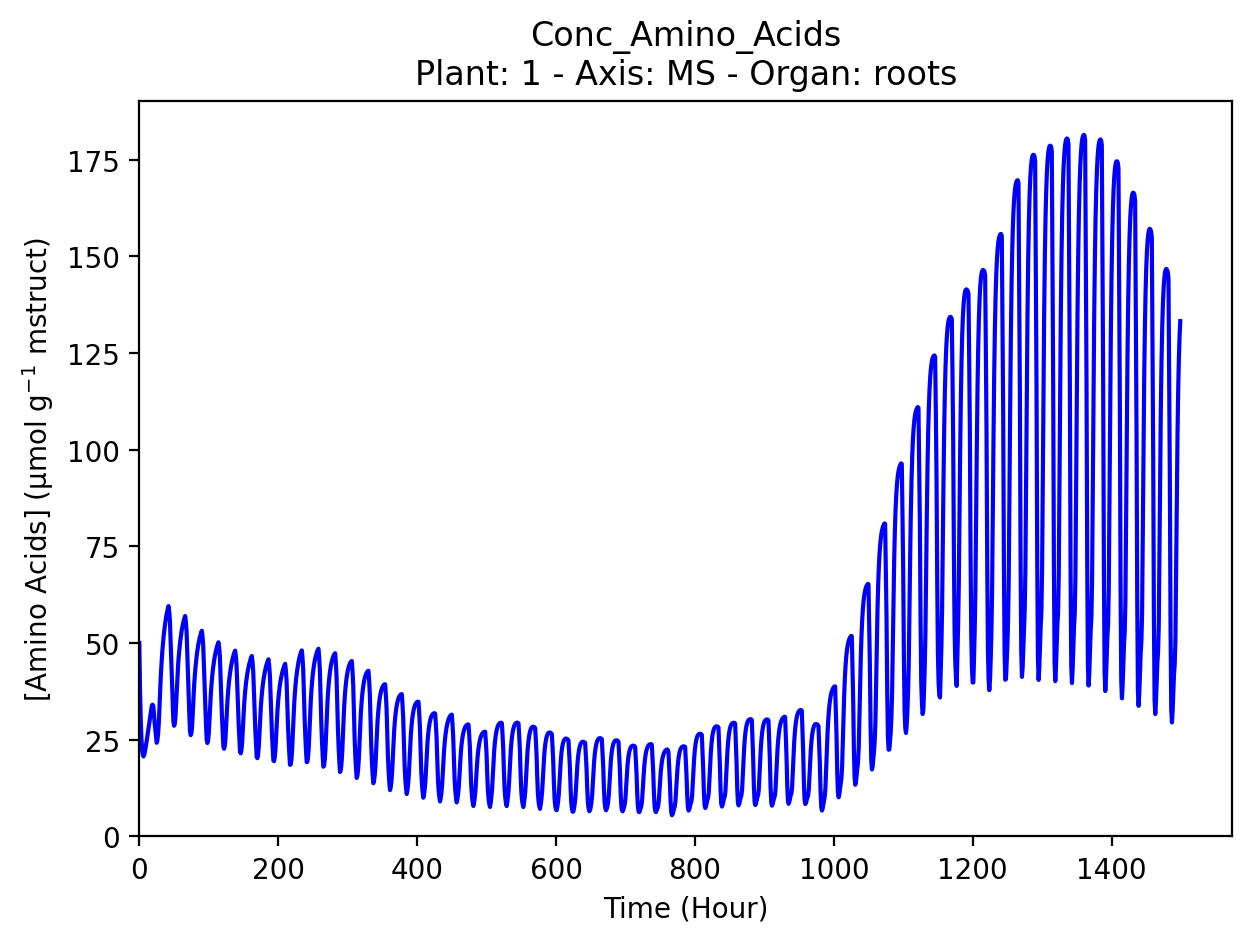 Conc_Amino_Acids
Plant: 1 - Axis: MS - Organ: roots
[Amino Acids] (µmol g⁻¹ mstruct)
175
150
125
100
75
50
25
0
0 200 400 600 800 1000 1200 1400
Time (Hour)